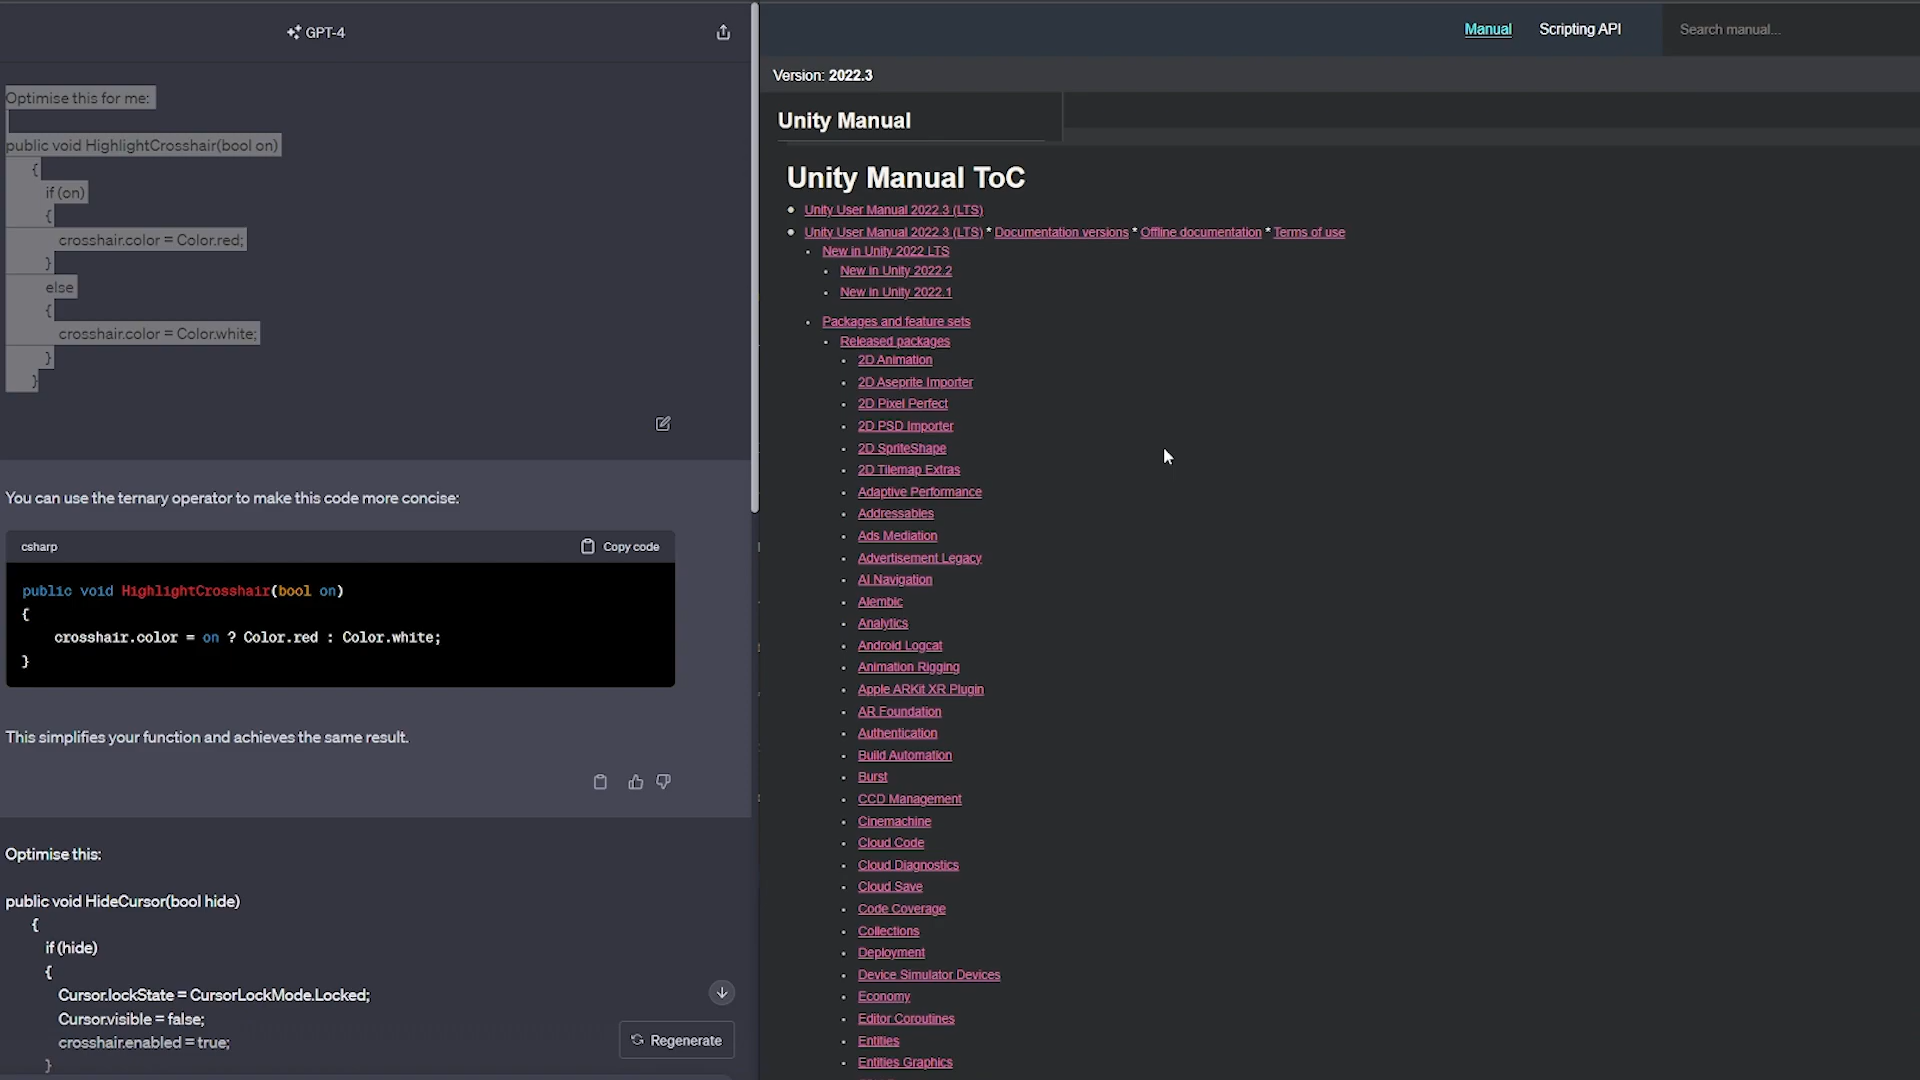 GPT-4
Optimise this for me:
public void HighlightCrosshair(bool on)
{
if (on)
{
crosshair.color = Color.red;
}
else
{
crosshair.color = Color.white;
}
}
You can use the ternary operator to make this code more concise:
csharp
Copy code
public void HighlightCrosshair(bool on)
{
crosshair.color = on ? Color.red : Color.white;
}
This simplifies your function and achieves the same result.
Optimise this:
public void HideCursor(bool hide)
{
if (hide)
{
Cursor.lockState = CursorLockMode.Locked;
Cursor.visible = false;
crosshair.enabled = true;
}
Regenerate
Manual
Scripting API
Search manual...
Version: 2022.3
Unity Manual
Unity Manual ToC
Unity User Manual 2022.3 (LTS)
Unity User Manual 2022.3 (LTS) * Documentation versions * Offline documentation * Terms of use
New in Unity 2022 LTS
New in Unity 2022.2
New in Unity 2022.1
Packages and feature sets
Released packages
2D Animation
2D Aseprite Importer
2D Pixel Perfect
2D PSD Importer
2D SpriteShape
2D Tilemap Extras
Adaptive Performance
Addressables
Ads Mediation
Advertisement Legacy
AI Navigation
Alembic
Analytics
Android Logcat
Animation Rigging
Apple ARKit XR Plugin
AR Foundation
Authentication
Build Automation
Burst
CCD Management
Cinemachine
Cloud Code
Cloud Diagnostics
Cloud Save
Code Coverage
Collections
Deployment
Device Simulator Devices
Economy
Editor Coroutines
Entities
Entities Graphics